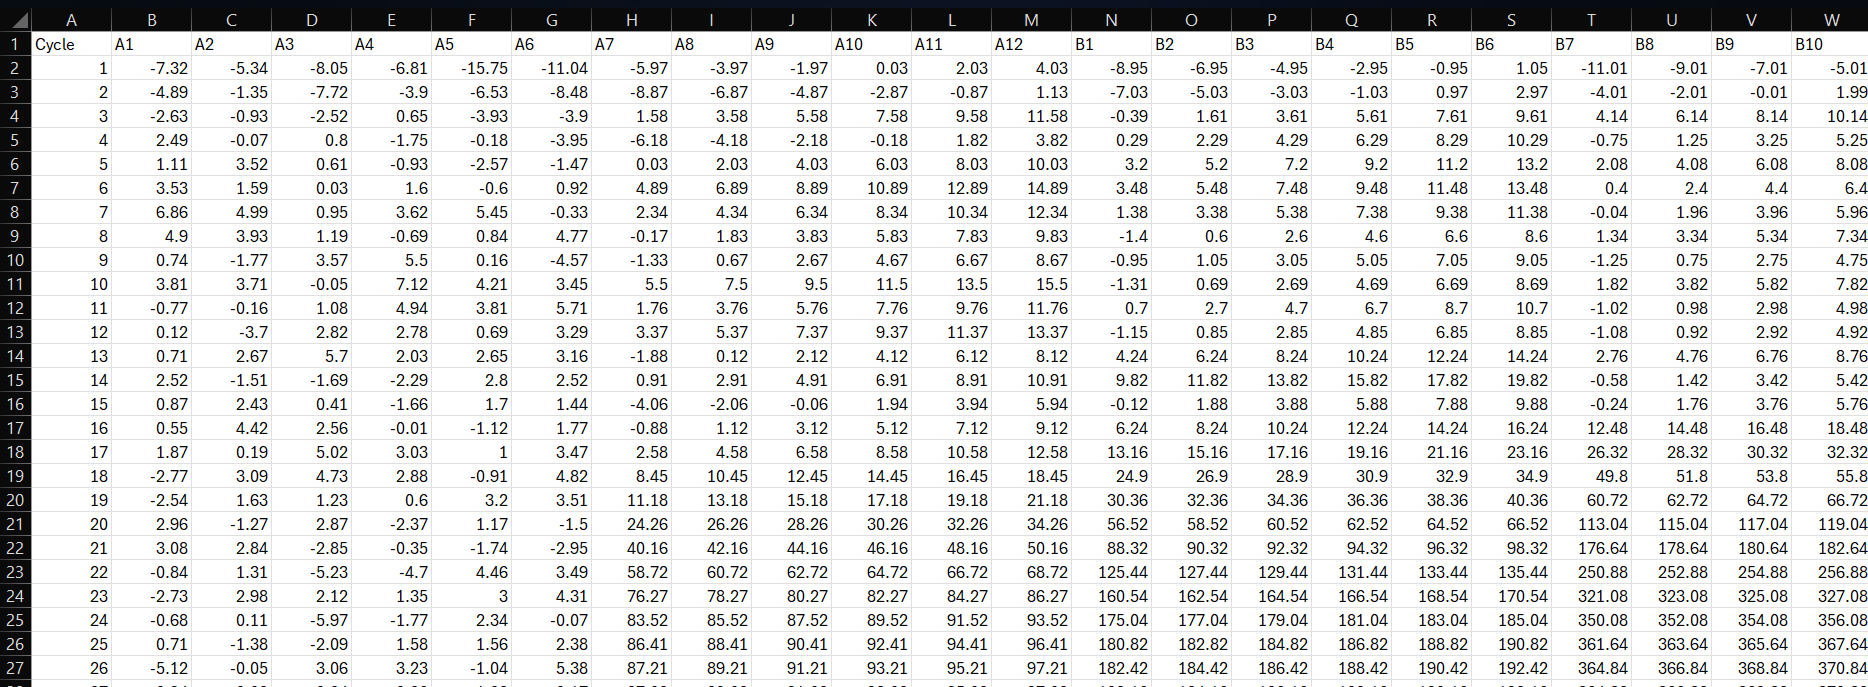 A B C D E F G H I J K L M N O P Q R S T U V W
1 Cycle A1 A2 A3 A4 A5 A6 A7 A8 A9 A10 A11 A12 B1 B2 B3 B4 B5 B6 B7 B8 B9 B10
2 1 -7.32 -5.34 -8.05 -6.81 -15.75 -11.04 -5.97 -3.97 -1.97 0.03 2.03 4.03 -8.95 -6.95 -4.95 -2.95 -0.95 1.05 -11.01 -9.01 -7.01 -5.01
3 2 -4.89 -1.35 -7.72 -3.9 -6.53 -8.48 -8.87 -6.87 -4.87 -2.87 -0.87 1.13 -7.03 -5.03 -3.03 -1.03 0.97 2.97 -4.01 -2.01 -0.01 1.99
4 3 -2.63 -0.93 -2.52 0.65 -3.93 -3.9 1.58 3.58 5.58 7.58 9.58 11.58 -0.39 1.61 3.61 5.61 7.61 9.61 4.14 6.14 8.14 10.14
5 4 2.49 -0.07 0.8 -1.75 -0.18 -3.95 -6.18 -4.18 -2.18 -0.18 1.82 3.82 0.29 2.29 4.29 6.29 8.29 10.29 -0.75 1.25 3.25 5.25
6 5 1.11 3.52 0.61 -0.93 -2.57 -1.47 0.03 2.03 4.03 6.03 8.03 10.03 3.2 5.2 7.2 9.2 11.2 13.2 2.08 4.08 6.08 8.08
7 6 3.53 1.59 0.03 1.6 -0.6 0.92 4.89 6.89 8.89 10.89 12.89 14.89 3.48 5.48 7.48 9.48 11.48 13.48 0.4 2.4 4.4 6.4
8 7 6.86 4.99 0.95 3.62 5.45 -0.33 2.34 4.34 6.34 8.34 10.34 12.34 1.38 3.38 5.38 7.38 9.38 11.38 -0.04 1.96 3.96 5.96
9 8 4.9 3.93 1.19 -0.69 0.84 4.77 -0.17 1.83 3.83 5.83 7.83 9.83 -1.4 0.6 2.6 4.6 6.6 8.6 1.34 3.34 5.34 7.34
10 9 0.74 -1.77 3.57 5.5 0.16 -4.57 -1.33 0.67 2.67 4.67 6.67 8.67 -0.95 1.05 3.05 5.05 7.05 9.05 -1.25 0.75 2.75 4.75
11 10 3.81 3.71 -0.05 7.12 4.21 3.45 5.5 7.5 9.5 11.5 13.5 15.5 -1.31 0.69 2.69 4.69 6.69 8.69 1.82 3.82 5.82 7.82
12 11 -0.77 -0.16 1.08 4.94 3.81 5.71 1.76 3.76 5.76 7.76 9.76 11.76 0.7 2.7 4.7 6.7 8.7 10.7 -1.02 0.98 2.98 4.98
13 12 0.12 -3.7 2.82 2.78 0.69 3.29 3.37 5.37 7.37 9.37 11.37 13.37 -1.15 0.85 2.85 4.85 6.85 8.85 -1.08 0.92 2.92 4.92
14 13 0.71 2.67 5.7 2.03 2.65 3.16 -1.88 0.12 2.12 4.12 6.12 8.12 4.24 6.24 8.24 10.24 12.24 14.24 2.76 4.76 6.76 8.76
15 14 2.52 -1.51 -1.69 -2.29 2.8 2.52 0.91 2.91 4.91 6.91 8.91 10.91 9.82 11.82 13.82 15.82 17.82 19.82 -0.58 1.42 3.42 5.42
16 15 0.87 2.43 0.41 -1.66 1.7 1.44 -4.06 -2.06 -0.06 1.94 3.94 5.94 -0.12 1.88 3.88 5.88 7.88 9.88 -0.24 1.76 3.76 5.76
17 16 0.55 4.42 2.56 -0.01 -1.12 1.77 -0.88 1.12 3.12 5.12 7.12 9.12 6.24 8.24 10.24 12.24 14.24 16.24 12.48 14.48 16.48 18.48
18 17 1.87 0.19 5.02 3.03 1 3.47 2.58 4.58 6.58 8.58 10.58 12.58 13.16 15.16 17.16 19.16 21.16 23.16 26.32 28.32 30.32 32.32
19 18 -2.77 3.09 4.73 2.88 -0.91 4.82 8.45 10.45 12.45 14.45 16.45 18.45 24.9 26.9 28.9 30.9 32.9 34.9 49.8 51.8 53.8 55.8
20 19 -2.54 1.63 1.23 0.6 3.2 3.51 11.18 13.18 15.18 17.18 19.18 21.18 30.36 32.36 34.36 36.36 38.36 40.36 60.72 62.72 64.72 66.72
21 20 2.96 -1.27 2.87 -2.37 1.17 -1.5 24.26 26.26 28.26 30.26 32.26 34.26 56.52 58.52 60.52 62.52 64.52 66.52 113.04 115.04 117.04 119.04
22 21 3.08 2.84 -2.85 -0.35 -1.74 -2.95 40.16 42.16 44.16 46.16 48.16 50.16 88.32 90.32 92.32 94.32 96.32 98.32 176.64 178.64 180.64 182.64
23 22 -0.84 1.31 -5.23 -4.7 4.46 3.49 58.72 60.72 62.72 64.72 66.72 68.72 125.44 127.44 129.44 131.44 133.44 135.44 250.88 252.88 254.88 256.88
24 23 -2.73 2.98 2.12 1.35 3 4.31 76.27 78.27 80.27 82.27 84.27 86.27 160.54 162.54 164.54 166.54 168.54 170.54 321.08 323.08 325.08 327.08
25 24 -0.68 0.11 -5.97 -1.77 2.34 -0.07 83.52 85.52 87.52 89.52 91.52 93.52 175.04 177.04 179.04 181.04 183.04 185.04 350.08 352.08 354.08 356.08
26 25 0.71 -1.38 -2.09 1.58 1.56 2.38 86.41 88.41 90.41 92.41 94.41 96.41 180.82 182.82 184.82 186.82 188.82 190.82 361.64 363.64 365.64 367.64
27 26 -5.12 -0.05 3.06 3.23 -1.04 5.38 87.21 89.21 91.21 93.21 95.21 97.21 182.42 184.42 186.42 188.42 190.42 192.42 364.84 366.84 368.84 370.84